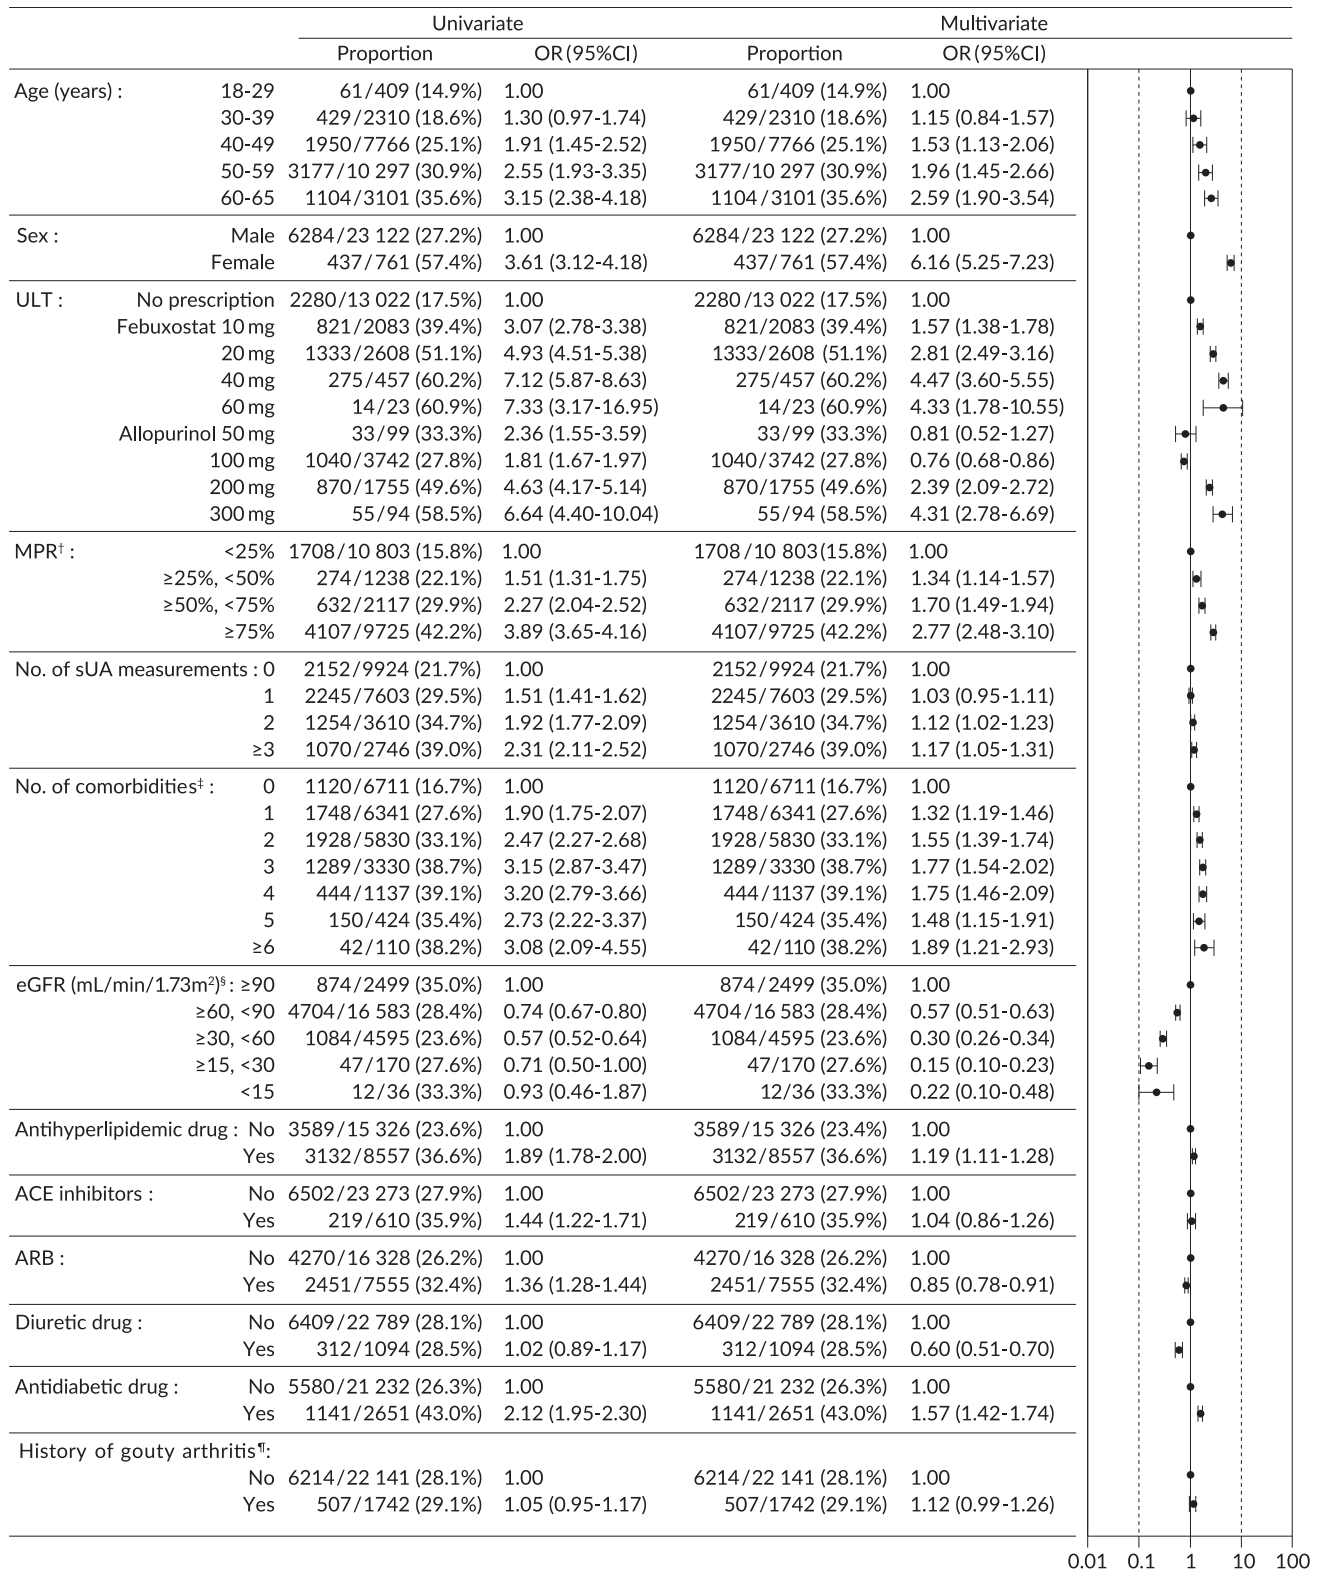 Univariate Multivariate
Proportion OR (95%CI) Proportion OR (95%CI)
Age (years) : 18-29 61/409 (14.9%) 1.00 61/409 (14.9%) 1.00
30-39 429/2310 (18.6%) 1.30 (0.97-1.74) 429/2310 (18.6%) 1.15 (0.84-1.57)
40-49 1950/7766 (25.1%) 1.91 (1.45-2.52) 1950/7766 (25.1%) 1.53 (1.13-2.06)
50-59 3177/10 297 (30.9%) 2.55 (1.93-3.35) 3177/10 297 (30.9%) 1.96 (1.45-2.66)
60-65 1104/3101 (35.6%) 3.15 (2.38-4.18) 1104/3101 (35.6%) 2.59 (1.90-3.54)
Sex : Male 6284/23 122 (27.2%) 1.00 6284/23 122 (27.2%) 1.00
Female 437/761 (57.4%) 3.61 (3.12-4.18) 437/761 (57.4%) 6.16 (5.25-7.23)
ULT : No prescription 2280/13 022 (17.5%) 1.00 2280/13 022 (17.5%) 1.00
Febuxostat 10 mg 821/2083 (39.4%) 3.07 (2.78-3.38) 821/2083 (39.4%) 1.57 (1.38-1.78)
20 mg 1333/2608 (51.1%) 4.93 (4.51-5.38) 1333/2608 (51.1%) 2.81 (2.49-3.16)
40 mg 275/457 (60.2%) 7.12 (5.87-8.63) 275/457 (60.2%) 4.47 (3.60-5.55)
60 mg 14/23 (60.9%) 7.33 (3.17-16.95) 14/23 (60.9%) 4.33 (1.78-10.55)
Allopurinol 50 mg 33/99 (33.3%) 2.36 (1.55-3.59) 33/99 (33.3%) 0.81 (0.52-1.27)
100 mg 1040/3742 (27.8%) 1.81 (1.67-1.97) 1040/3742 (27.8%) 0.76 (0.68-0.86)
200 mg 870/1755 (49.6%) 4.63 (4.17-5.14) 870/1755 (49.6%) 2.39 (2.09-2.72)
300 mg 55/94 (58.5%) 6.64 (4.40-10.04) 55/94 (58.5%) 4.31 (2.78-6.69)
MPR† : <25% 1708/10 803 (15.8%) 1.00 1708/10 803(15.8%) 1.00
≥25%, <50% 274/1238 (22.1%) 1.51 (1.31-1.75) 274/1238 (22.1%) 1.34 (1.14-1.57)
≥50%, <75% 632/2117 (29.9%) 2.27 (2.04-2.52) 632/2117 (29.9%) 1.70 (1.49-1.94)
≥75% 4107/9725 (42.2%) 3.89 (3.65-4.16) 4107/9725 (42.2%) 2.77 (2.48-3.10)
No. of sUA measurements : 0 2152/9924 (21.7%) 1.00 2152/9924 (21.7%) 1.00
1 2245/7603 (29.5%) 1.51 (1.41-1.62) 2245/7603 (29.5%) 1.03 (0.95-1.11)
2 1254/3610 (34.7%) 1.92 (1.77-2.09) 1254/3610 (34.7%) 1.12 (1.02-1.23)
≥3 1070/2746 (39.0%) 2.31 (2.11-2.52) 1070/2746 (39.0%) 1.17 (1.05-1.31)
No. of comorbidities‡ : 0 1120/6711 (16.7%) 1.00 1120/6711 (16.7%) 1.00
1 1748/6341 (27.6%) 1.90 (1.75-2.07) 1748/6341 (27.6%) 1.32 (1.19-1.46)
2 1928/5830 (33.1%) 2.47 (2.27-2.68) 1928/5830 (33.1%) 1.55 (1.39-1.74)
3 1289/3330 (38.7%) 3.15 (2.87-3.47) 1289/3330 (38.7%) 1.77 (1.54-2.02)
4 444/1137 (39.1%) 3.20 (2.79-3.66) 444/1137 (39.1%) 1.75 (1.46-2.09)
5 150/424 (35.4%) 2.73 (2.22-3.37) 150/424 (35.4%) 1.48 (1.15-1.91)
≥6 42/110 (38.2%) 3.08 (2.09-4.55) 42/110 (38.2%) 1.89 (1.21-2.93)
eGFR (mL/min/1.73m²)§ : ≥90 874/2499 (35.0%) 1.00 874/2499 (35.0%) 1.00
≥60, <90 4704/16 583 (28.4%) 0.74 (0.67-0.80) 4704/16 583 (28.4%) 0.57 (0.51-0.63)
≥30, <60 1084/4595 (23.6%) 0.57 (0.52-0.64) 1084/4595 (23.6%) 0.30 (0.26-0.34)
≥15, <30 47/170 (27.6%) 0.71 (0.50-1.00) 47/170 (27.6%) 0.15 (0.10-0.23)
<15 12/36 (33.3%) 0.93 (0.46-1.87) 12/36 (33.3%) 0.22 (0.10-0.48)
Antihyperlipidemic drug : No 3589/15 326 (23.6%) 1.00 3589/15 326 (23.4%) 1.00
Yes 3132/8557 (36.6%) 1.89 (1.78-2.00) 3132/8557 (36.6%) 1.19 (1.11-1.28)
ACE inhibitors : No 6502/23 273 (27.9%) 1.00 6502/23 273 (27.9%) 1.00
Yes 219/610 (35.9%) 1.44 (1.22-1.71) 219/610 (35.9%) 1.04 (0.86-1.26)
ARB : No 4270/16 328 (26.2%) 1.00 4270/16 328 (26.2%) 1.00
Yes 2451/7555 (32.4%) 1.36 (1.28-1.44) 2451/7555 (32.4%) 0.85 (0.78-0.91)
Diuretic drug : No 6409/22 789 (28.1%) 1.00 6409/22 789 (28.1%) 1.00
Yes 312/1094 (28.5%) 1.02 (0.89-1.17) 312/1094 (28.5%) 0.60 (0.51-0.70)
Antidiabetic drug : No 5580/21 232 (26.3%) 1.00 5580/21 232 (26.3%) 1.00
Yes 1141/2651 (43.0%) 2.12 (1.95-2.30) 1141/2651 (43.0%) 1.57 (1.42-1.74)
History of gouty arthritis¶:
No 6214/22 141 (28.1%) 1.00 6214/22 141 (28.1%) 1.00
Yes 507/1742 (29.1%) 1.05 (0.95-1.17) 507/1742 (29.1%) 1.12 (0.99-1.26)
0.01 0.1 1 10 100